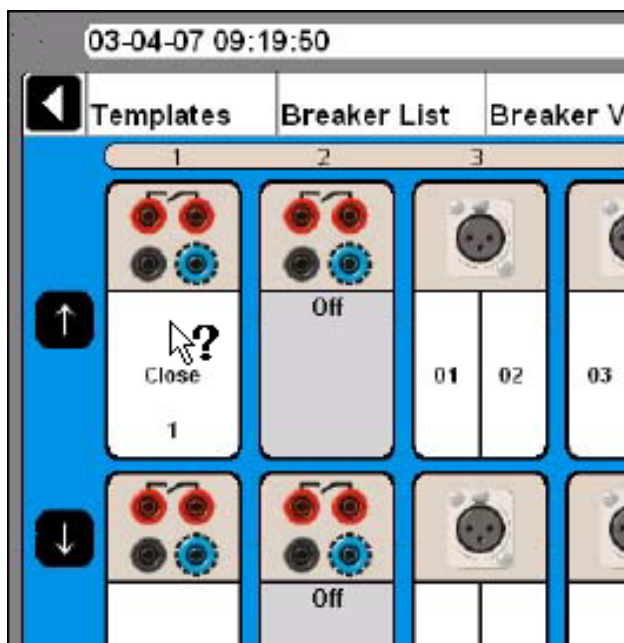 03-04-07 09:19:50
Templates Breaker List Breaker V
1 2 3
Off
01 02 03
Close
1
Off